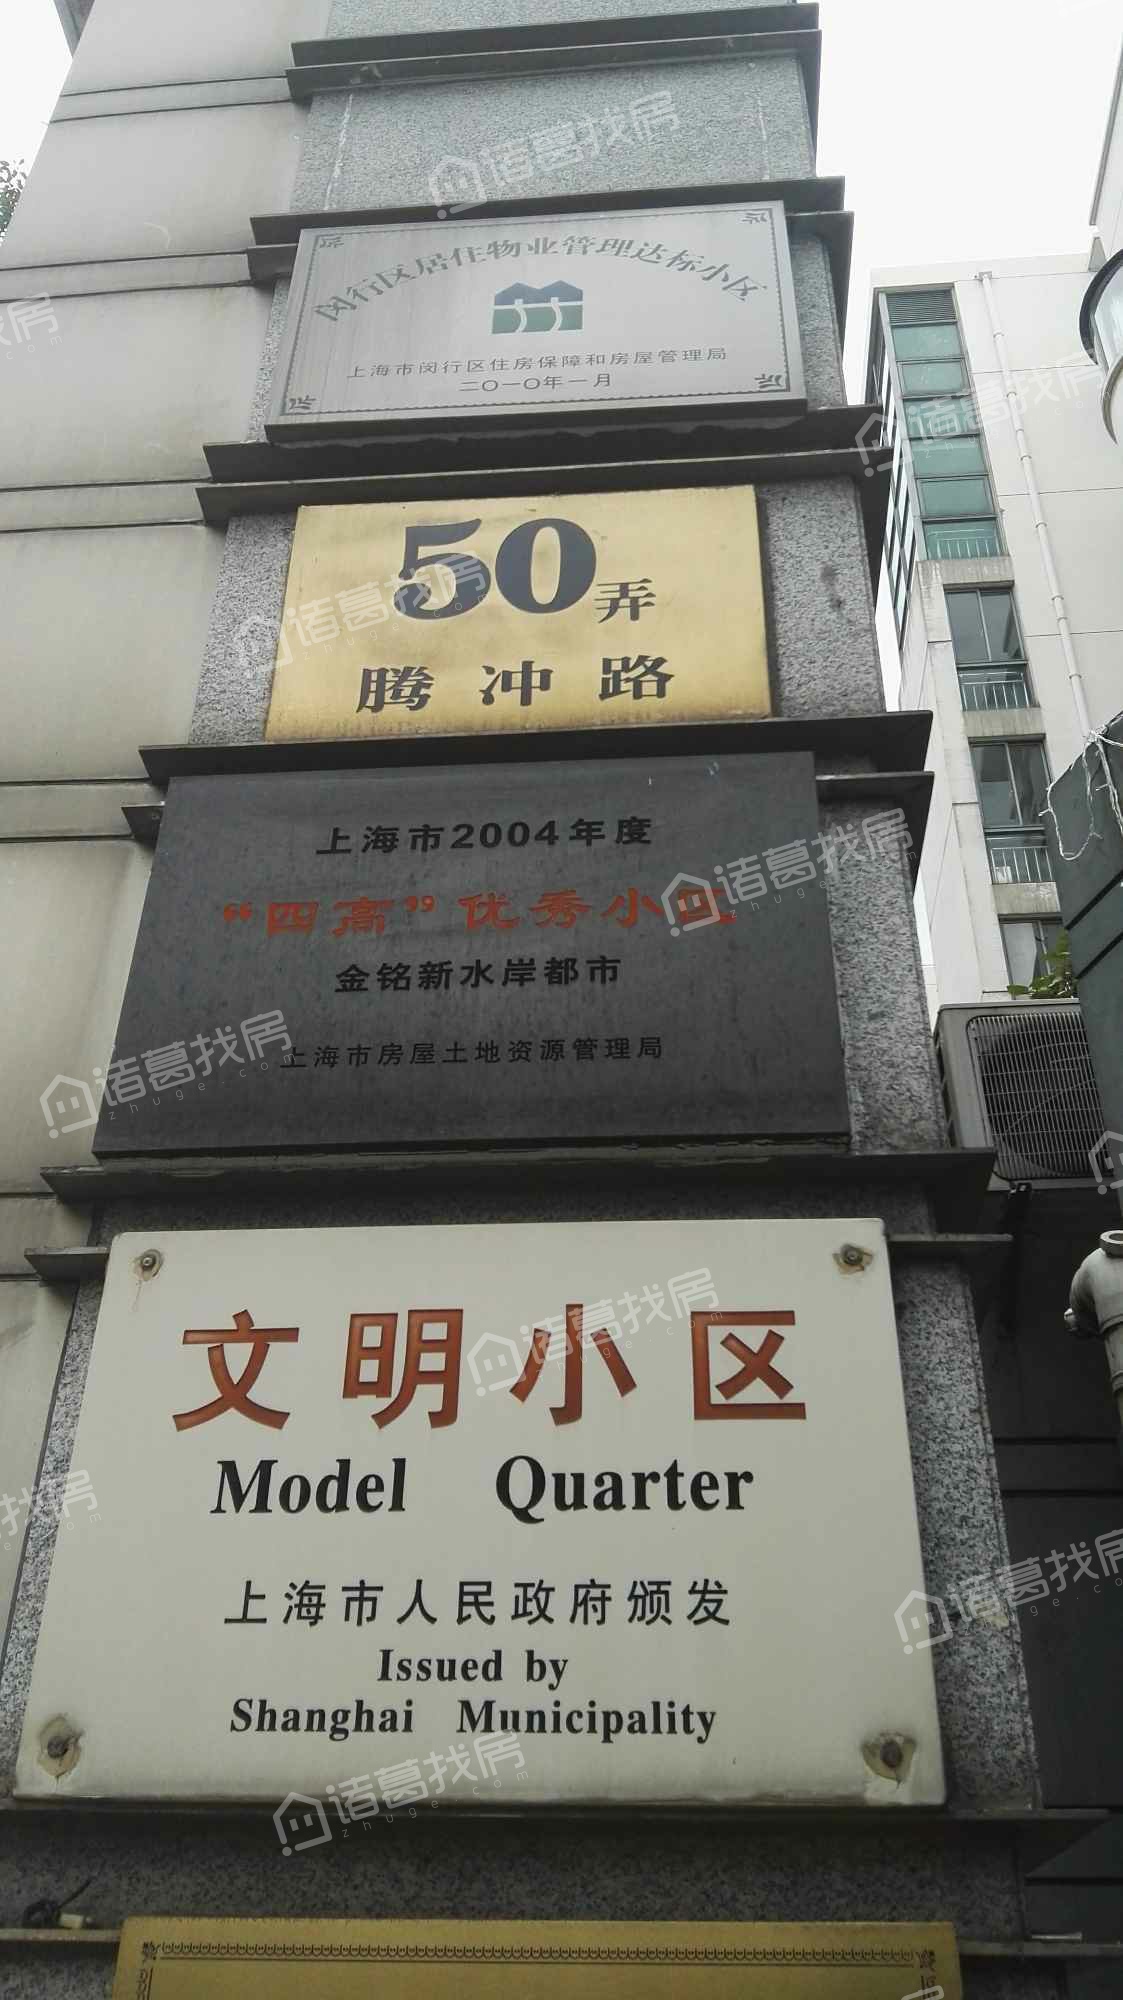 闵行区居住物业管理达标小区
上海市闵行区住房保障和房屋管理局
二〇一〇年一月
50弄
腾冲路
上海市2004年度
“四高”优秀小区
金铭新水岸都市
上海市房屋土地资源管理局
文明小区
Model Quarter
上海市人民政府颁发
Issued by
Shanghai Municipality
诸葛找房
zhuge.com